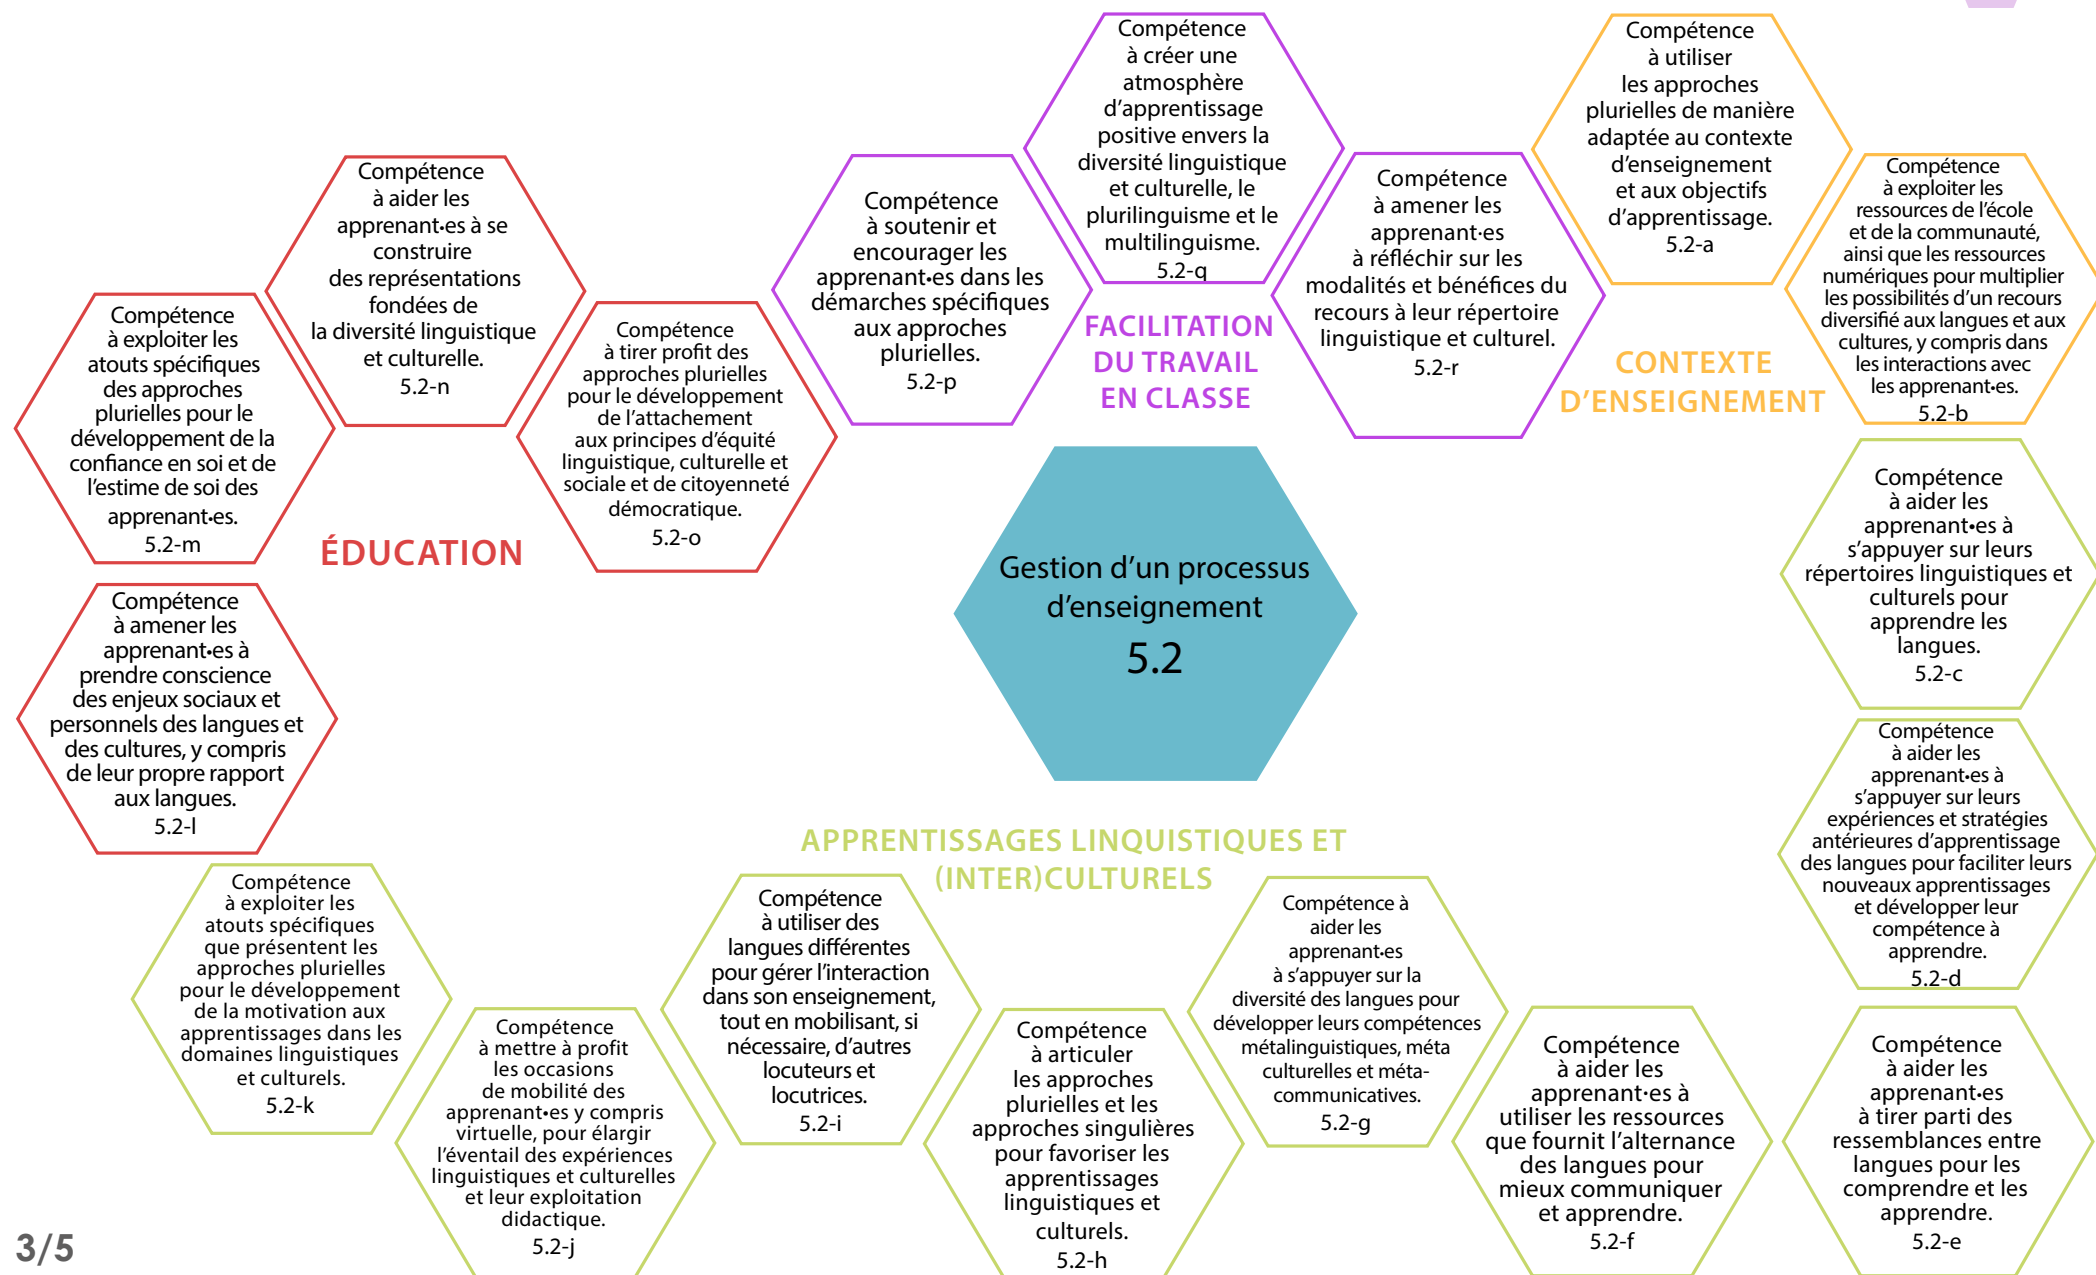 Compétence
à créer une
atmosphère
d'apprentissage
positive envers la
diversité linguistique
et culturelle, le
plurilinguisme et le
multilinguisme.
5.2-q
Compétence
à utiliser
les approches
plurielles de manière
adaptée au contexte
d'enseignement
et aux objectifs
d'apprentissage.
5.2-a
Compétence
à aider les
apprenant•es à se
construire
des représentations
fondées de
la diversité linguistique
et culturelle.
5.2-n
Compétence
à soutenir et
encourager les
apprenant•es dans les
démarches spécifiques
aux approches
plurielles.
5.2-p
Compétence
à amener les
apprenant•es
à réfléchir sur les
modalités et bénéfices du
recours à leur répertoire
linguistique et culturel.
5.2-r
Compétence
à exploiter les
ressources de l'école
et de la communauté,
ainsi que les ressources
numériques pour multiplier
les possibilités d'un recours
diversifié aux langues et aux
cultures, y compris dans
les interactions avec
les apprenant•es.
5.2-b
Compétence
à exploiter les
atouts spécifiques
des approches
plurielles pour le
développement de la
confiance en soi et de
l'estime de soi des
apprenant•es.
5.2-m
Compétence
à tirer profit des
approches plurielles
pour le développement
de l'attachement
aux principes d'équité
linguistique, culturelle et
sociale et de citoyenneté
démocratique.
5.2-o
FACILITATION
DU TRAVAIL
EN CLASSE
CONTEXTE
D'ENSEIGNEMENT
ÉDUCATION
Gestion d'un processus
d'enseignement
5.2
Compétence
à aider les
apprenant•es à
s'appuyer sur leurs
répertoires linguistiques et
culturels pour
apprendre les
langues.
5.2-c
Compétence
à amener les
apprenant•es à
prendre conscience
des enjeux sociaux et
personnels des langues et
des cultures, y compris
de leur propre rapport
aux langues.
5.2-l
Compétence
à aider les
apprenant•es à
s'appuyer sur leurs
expériences et stratégies
antérieures d'apprentissage
des langues pour faciliter leurs
nouveaux apprentissages
et développer leur
compétence à
apprendre.
5.2-d
APPRENTISSAGES LINQUISTIQUES ET
(INTER)CULTURELS
Compétence
à exploiter les
atouts spécifiques
que présentent les
approches plurielles
pour le développement
de la motivation aux
apprentissages dans les
domaines linguistiques
et culturels.
5.2-k
Compétence
à mettre à profit
les occasions
de mobilité des
apprenant•es y compris
virtuelle, pour élargir
l'éventail des expériences
linguistiques et culturelles
et leur exploitation
didactique.
5.2-j
Compétence
à utiliser des
langues différentes
pour gérer l'interaction
dans son enseignement,
tout en mobilisant, si
nécessaire, d'autres
locuteurs et
locutrices.
5.2-i
Compétence
à articuler
les approches
plurielles et les
approches singulières
pour favoriser les
apprentissages
linguistiques et
culturels.
5.2-h
Compétence à
aider les
apprenant•es
à s'appuyer sur la
diversité des langues pour
développer leurs compétences
métalinguistiques, méta
culturelles et méta-
communicatives.
5.2-g
Compétence
à aider les
apprenant·es à
utiliser les ressources
que fournit l'alternance
des langues pour
mieux communiquer
et apprendre.
5.2-f
Compétence
à aider les
apprenant•es
à tirer parti des
ressemblances entre
langues pour les
comprendre et les
apprendre.
5.2-e
3/5